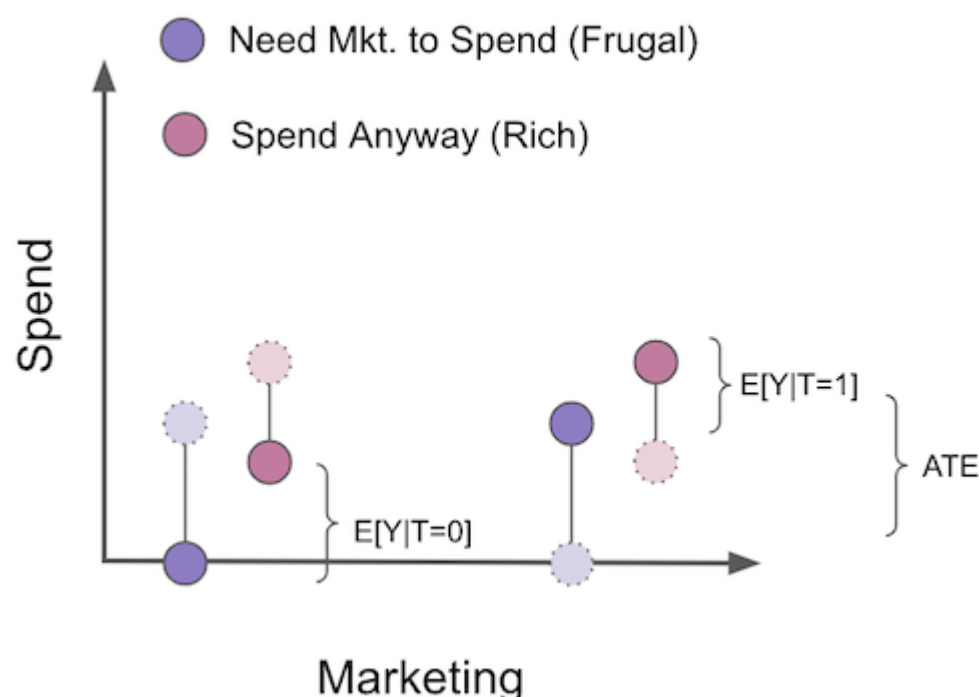 Need Mkt. to Spend (Frugal)
Spend Anyway (Rich)
Spend
E[Y|T=1]
ATE
E[Y|T=0]
Marketing